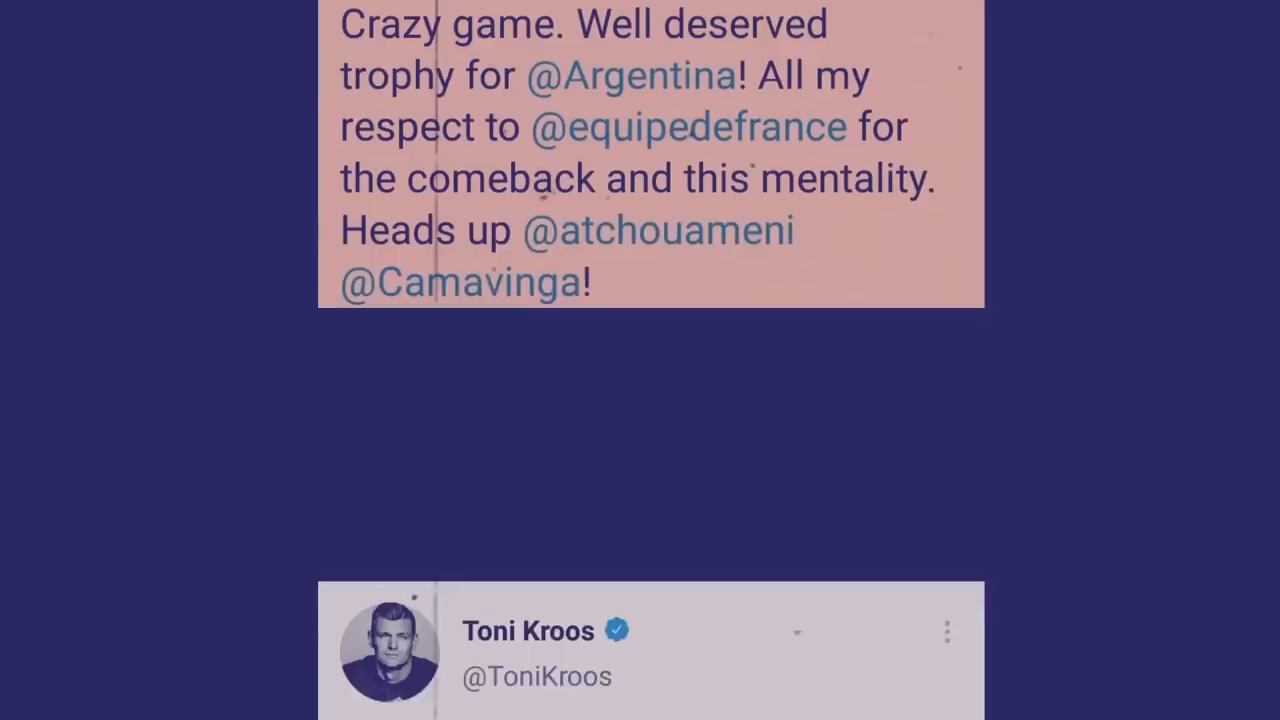 Crazy game. Well deserved
trophy for @Argentina! All my
respect to @equipedefrance for
the comeback and this mentality.
Heads up @atchouameni
@Camavinga!
Toni Kroos
@ToniKroos